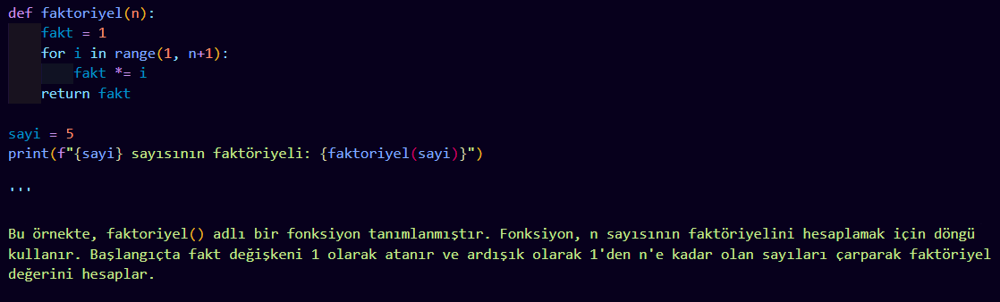 def faktoriyel(n):
    fakt = 1
    for i in range(1, n+1):
        fakt *= i
    return fakt

sayi = 5
print(f"{sayi} sayısının faktöriyeli: {faktoriyel(sayi)}")

'''

Bu örnekte, faktoriyel() adlı bir fonksiyon tanımlanmıştır. Fonksiyon, n sayısının faktöriyelini hesaplamak için döngü
kullanır. Başlangıçta fakt değişkeni 1 olarak atanır ve ardışık olarak 1'den n'e kadar olan sayıları çarparak faktöriyel
değerini hesaplar.